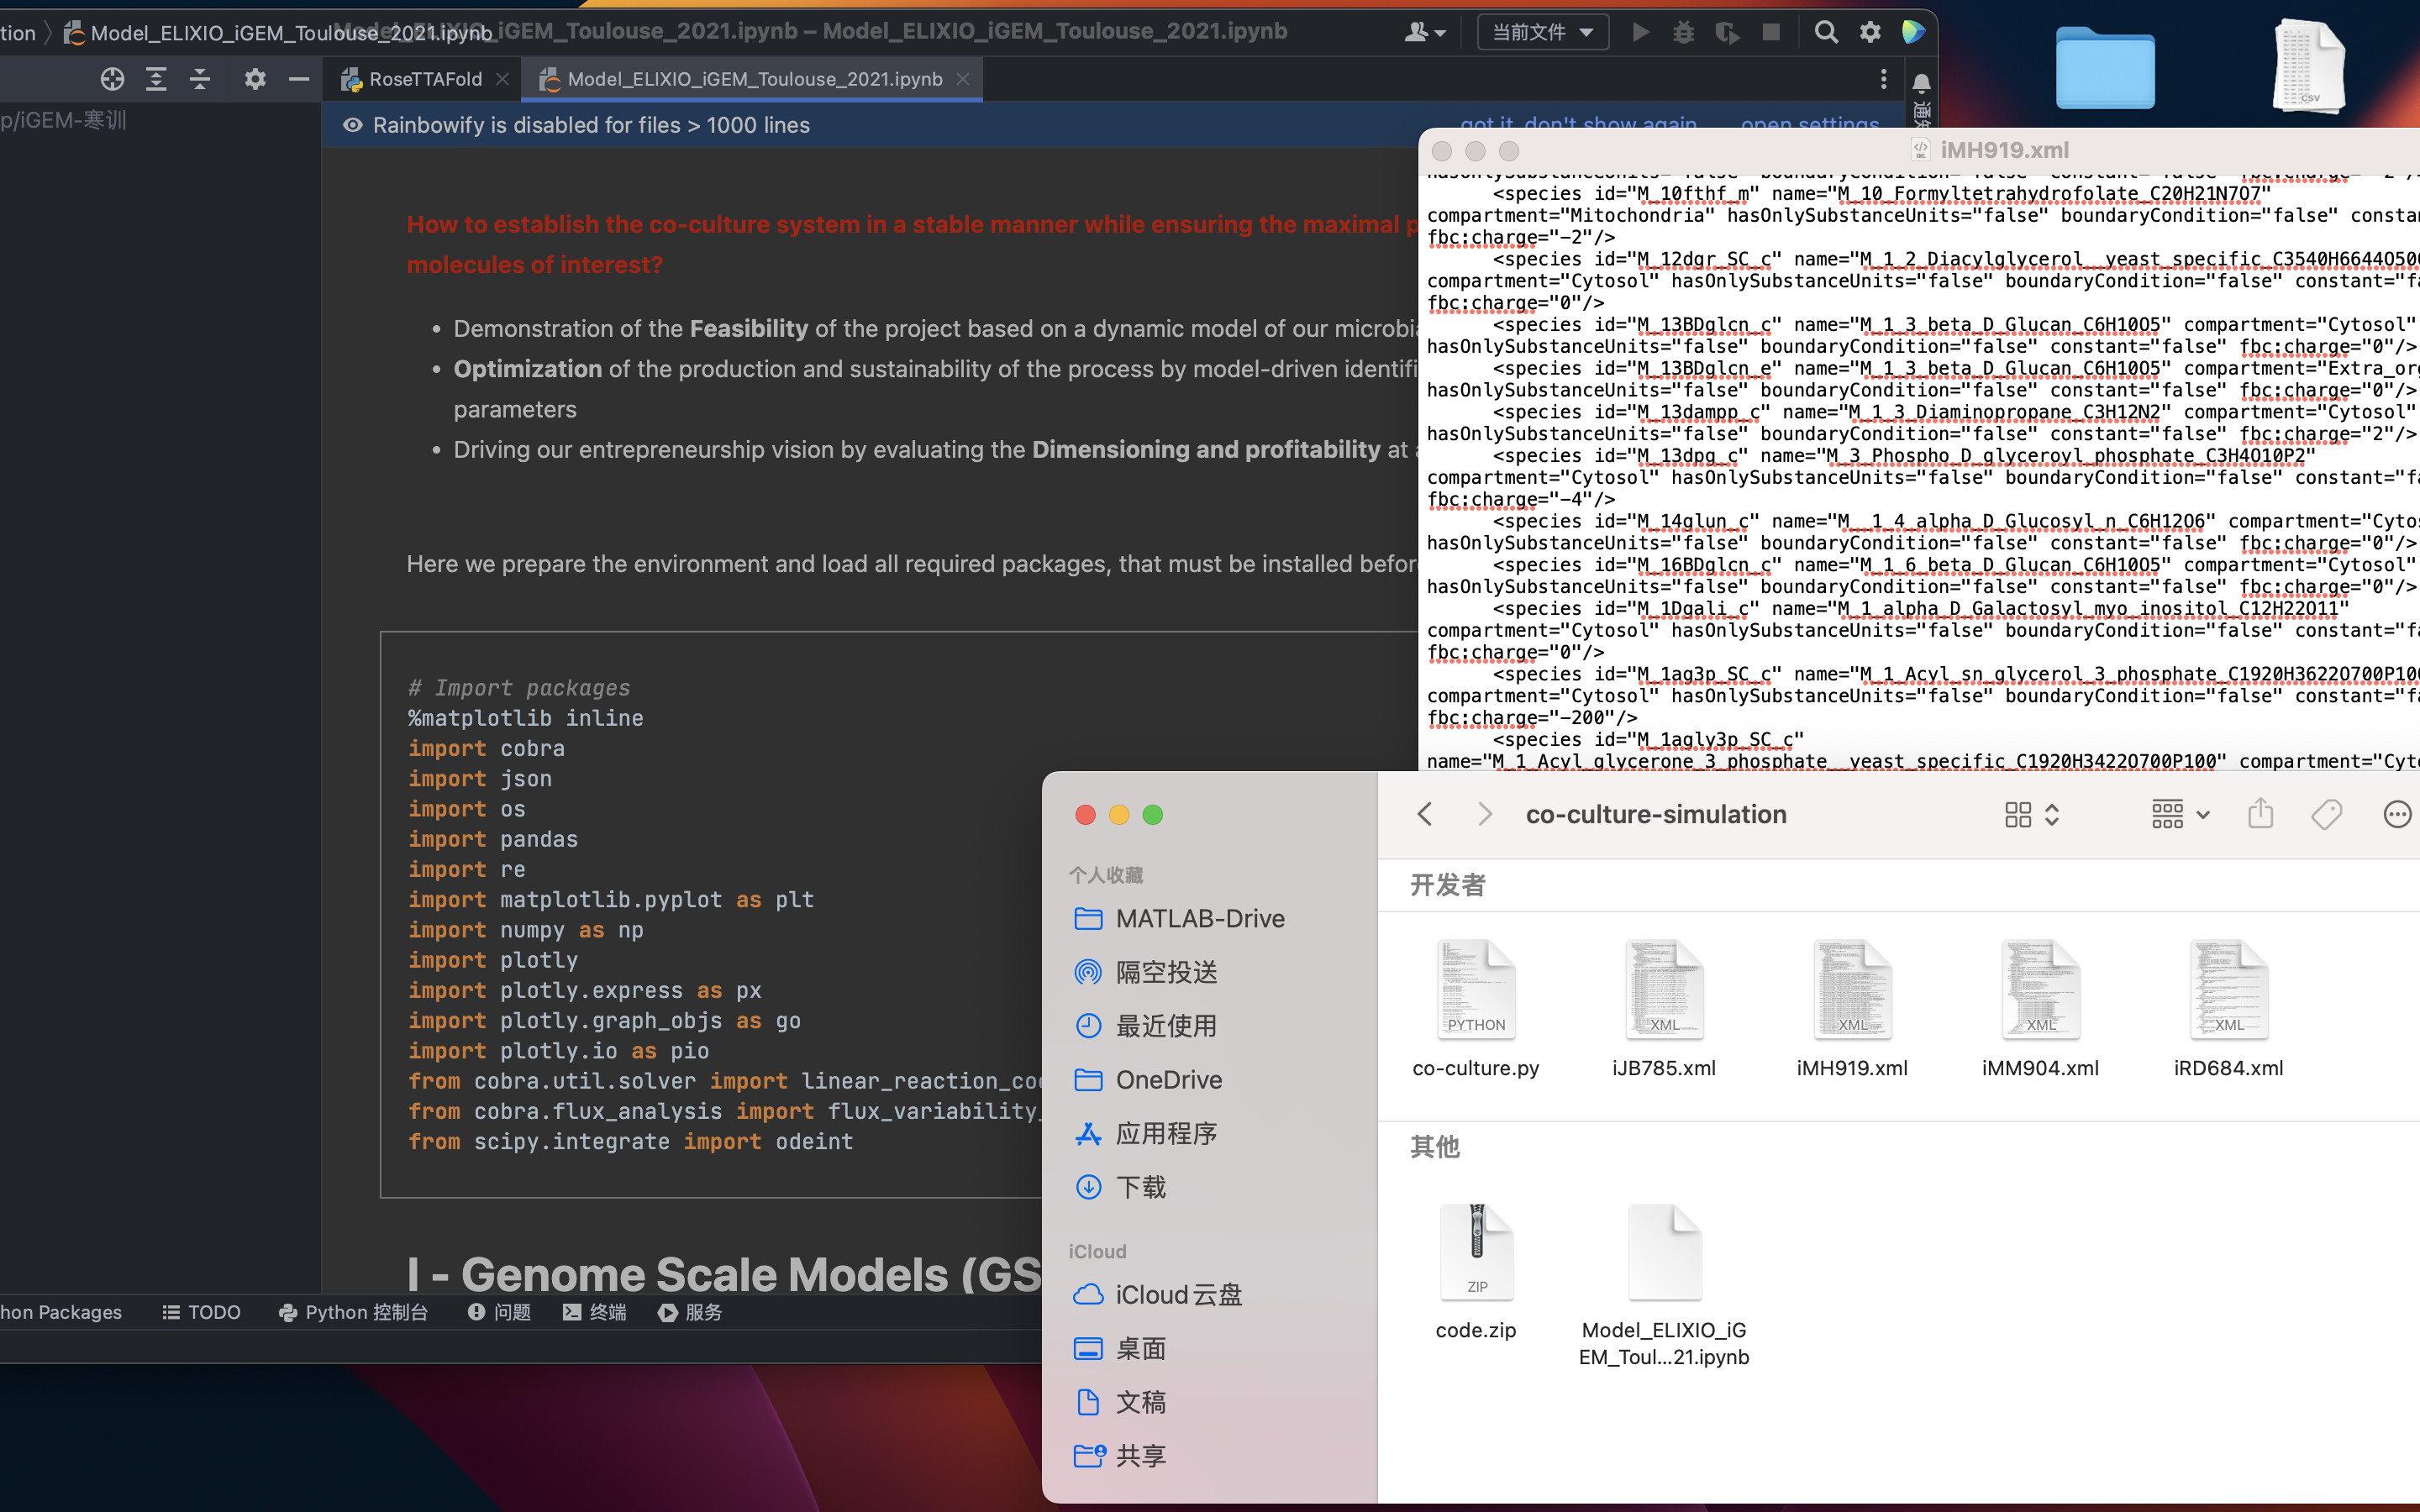 tion
Model_ELIXIO_iGEM_Toulouse_2021.ipynb
iGEM_Toulouse_2021.ipynb – Model_ELIXIO_iGEM_Toulouse_2021.ipynb
当前文件
RoseTTAFold
Model_ELIXIO_iGEM_Toulouse_2021.ipynb
p/iGEM-寒训
Rainbowify is disabled for files > 1000 lines
got it, don't show again
open settings
How to establish the co-culture system in a stable manner while ensuring the maximal p
molecules of interest?
• Demonstration of the Feasibility of the project based on a dynamic model of our microbia
• Optimization of the production and sustainability of the process by model-driven identifi
parameters
• Driving our entrepreneurship vision by evaluating the Dimensioning and profitability at
Here we prepare the environment and load all required packages, that must be installed befor
# Import packages
%matplotlib inline
import cobra
import json
import os
import pandas
import re
import matplotlib.pyplot as plt
import numpy as np
import plotly
import plotly.express as px
import plotly.graph_objs as go
import plotly.io as pio
from cobra.util.solver import linear_reaction_coe
from cobra.flux_analysis import flux_variability_
from scipy.integrate import odeint
I - Genome Scale Models (GS
hon Packages
TODO
Python 控制台
问题
终端
服务
CSV
iMH919.xml
<species id="M_10fthf_m" name="M_10_Formyltetrahydrofolate_C20H21N7O7"
compartment="Mitochondria" hasOnlySubstanceUnits="false" boundaryCondition="false" constan
fbc:charge="-2"/>
<species id="M_12dgr_SC_c" name="M_1_2_Diacylglycerol__yeast_specific_C3540H6644O500
compartment="Cytosol" hasOnlySubstanceUnits="false" boundaryCondition="false" constant="fa
fbc:charge="0"/>
<species id="M_13BDglcn_c" name="M_1_3_beta_D_Glucan_C6H10O5" compartment="Cytosol"
hasOnlySubstanceUnits="false" boundaryCondition="false" constant="false" fbc:charge="0"/>
<species id="M_13BDglcn_e" name="M_1_3_beta_D_Glucan_C6H10O5" compartment="Extra_org
hasOnlySubstanceUnits="false" boundaryCondition="false" constant="false" fbc:charge="0"/>
<species id="M_13dampp_c" name="M_1_3_Diaminopropane_C3H12N2" compartment="Cytosol"
hasOnlySubstanceUnits="false" boundaryCondition="false" constant="false" fbc:charge="2"/>
<species id="M_13dpg_c" name="M_3_Phospho_D_glyceroyl_phosphate_C3H4O10P2"
compartment="Cytosol" hasOnlySubstanceUnits="false" boundaryCondition="false" constant="fa
fbc:charge="-4"/>
<species id="M_14glun_c" name="M__1_4_alpha_D_Glucosyl_n_C6H12O6" compartment="Cytos
hasOnlySubstanceUnits="false" boundaryCondition="false" constant="false" fbc:charge="0"/>
<species id="M_16BDglcn_c" name="M_1_6_beta_D_Glucan_C6H10O5" compartment="Cytosol"
hasOnlySubstanceUnits="false" boundaryCondition="false" constant="false" fbc:charge="0"/>
<species id="M_1Dgali_c" name="M_1_alpha_D_Galactosyl_myo_inositol_C12H22O11"
compartment="Cytosol" hasOnlySubstanceUnits="false" boundaryCondition="false" constant="fa
fbc:charge="0"/>
<species id="M_1ag3p_SC_c" name="M_1_Acyl_sn_glycerol_3_phosphate_C1920H3622O700P100
compartment="Cytosol" hasOnlySubstanceUnits="false" boundaryCondition="false" constant="fa
fbc:charge="-200"/>
<species id="M_1agly3p_SC_c"
name="M_1_Acyl_glycerone_3_phosphate__yeast_specific_C1920H3422O700P100" compartment="Cyto
co-culture-simulation
个人收藏
MATLAB-Drive
隔空投送
最近使用
OneDrive
应用程序
下载
iCloud
iCloud云盘
桌面
文稿
共享
开发者
PYTHON
XML
XML
XML
XML
co-culture.py
iJB785.xml
iMH919.xml
iMM904.xml
iRD684.xml
其他
ZIP
code.zip
Model_ELIXIO_iG
EM_Toul...21.ipynb